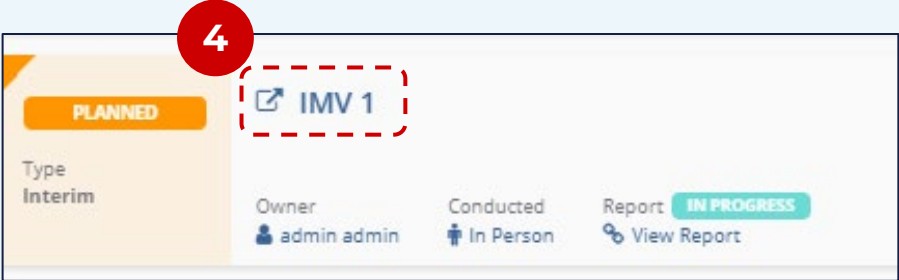 4
PLANNED
IMV 1
Type
Interim
Owner
admin admin
Conducted
In Person
Report IN PROGRESS
View Report